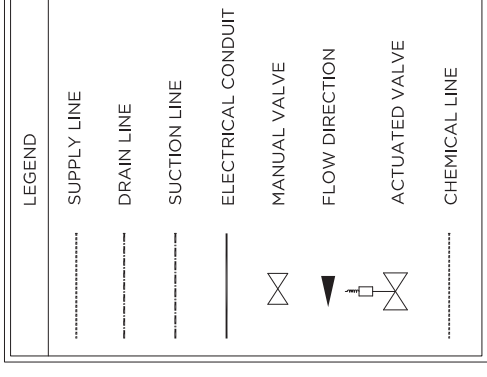 LEGEND
SUPPLY LINE
DRAIN LINE
SUCTION LINE
ELECTRICAL CONDUIT
MANUAL VALVE
FLOW DIRECTION
ACTUATED VALVE
CHEMICAL LINE